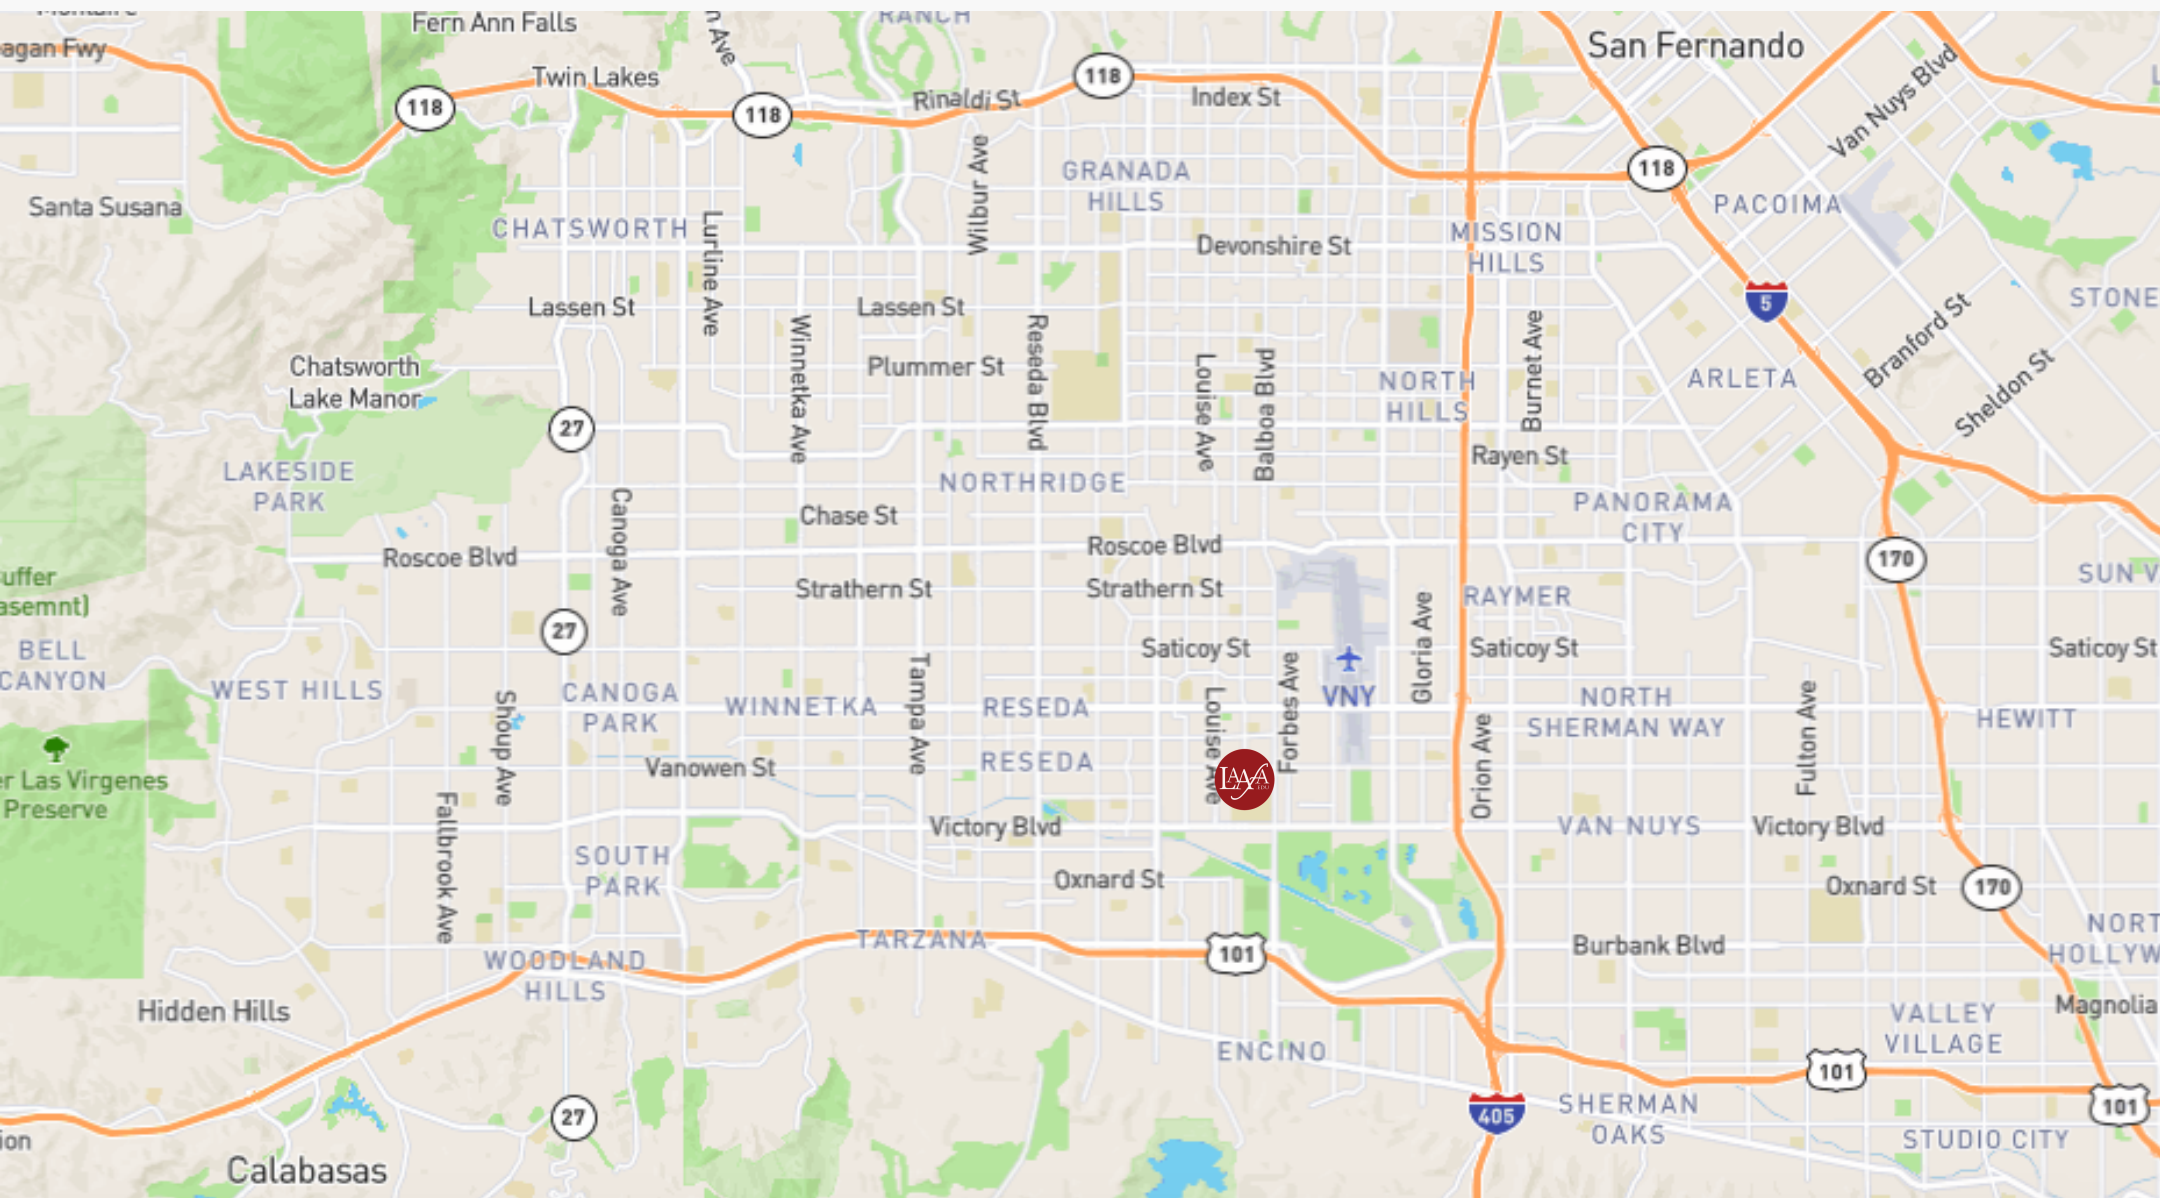 Fern Ann Falls
RANCH
San Fernando
Fwy
Twin Lakes
118
118
118
118
Rinaldi St
Index St
Van Nuys Blvd
Wilbur Ave
GRANADA
HILLS
PACOIMA
Santa Susana
CHATSWORTH
Lurline Ave
Devonshire St
MISSION
HILLS
5
Lassen St
Lassen St
Branford St
Winnetka Ave
Reseda Blvd
Burnet Ave
Chatsworth
Lake Manor
Plummer St
Louise Ave
Balboa Blvd
NORTH
HILLS
ARLETA
Sheldon St
27
Rayen St
LAKESIDE
PARK
NORTHRIDGE
Canoga Ave
Chase St
PANORAMA
CITY
Roscoe Blvd
Roscoe Blvd
170
Strathern St
Strathern St
Gloria Ave
RAYMER
27
Saticoy St
Saticoy St
Saticoy St
BELL
CANYON
WEST HILLS
CANOGA
PARK
WINNETKA
Tampa Ave
RESEDA
Louise Ave
Forbes Ave
VNY
NORTH
SHERMAN WAY
Fulton Ave
HEWITT
Shoup Ave
Orion Ave
Vanowen St
RESEDA
LAAFA
EDU
Las Virgenes
Preserve
Fallbrook Ave
Victory Blvd
VAN NUYS
Victory Blvd
SOUTH
PARK
Oxnard St
Oxnard St
170
TARZANA
101
Burbank Blvd
WOODLAND
HILLS
Hidden Hills
Magnolia
VALLEY
VILLAGE
ENCINO
101
101
27
405
SHERMAN
OAKS
STUDIO CITY
Calabasas